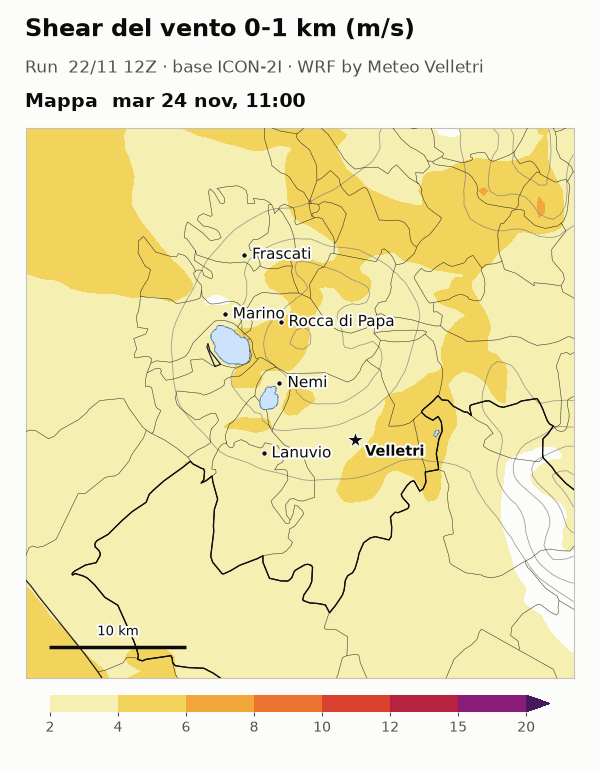 Shear del vento 0-1 km (m/s)
Run  22/11 12Z · base ICON-2I · WRF by Meteo Velletri
Mappa  mar 24 nov, 11:00
Frascati
Marino
Rocca di Papa
Nemi
Velletri
Lanuvio
10 km
2 4 6 8 10 12 15 20